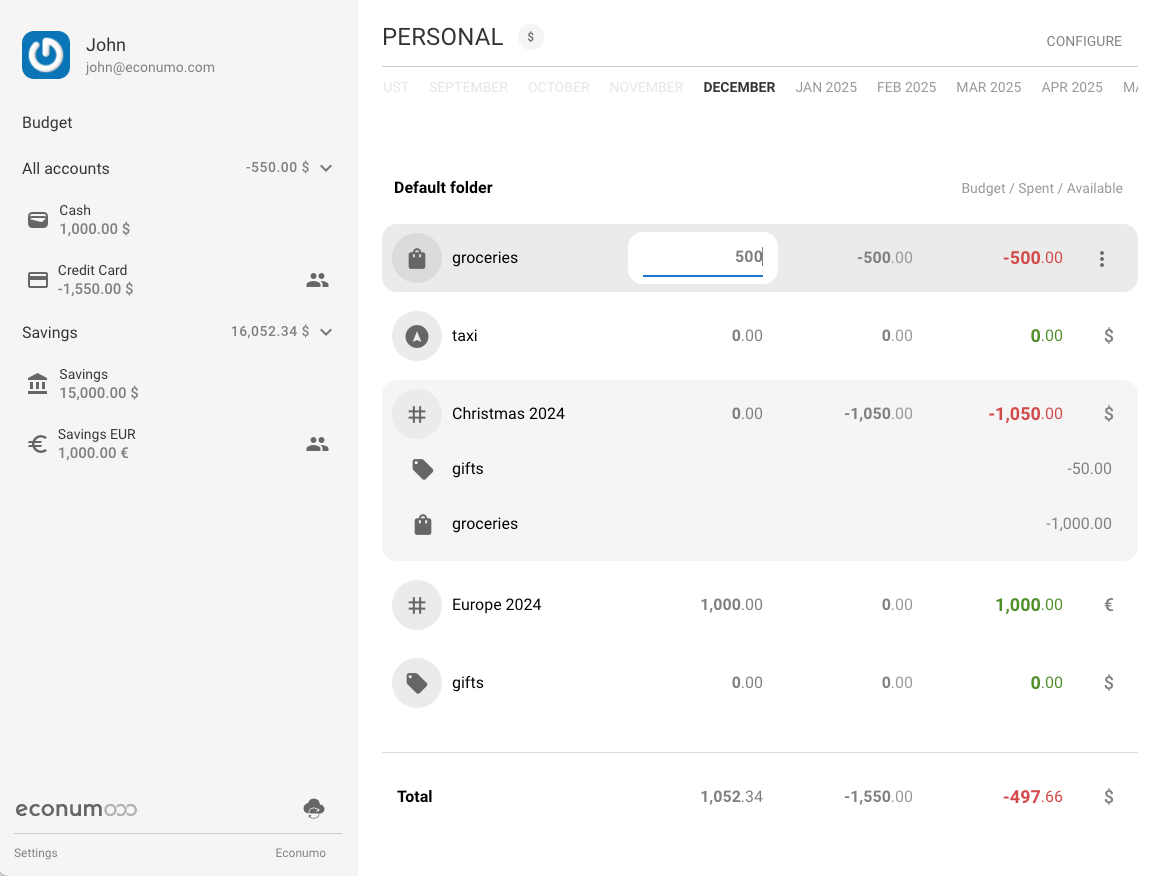 John
john@econumo.com
Budget
All accounts -550.00 $
Cash
1,000.00 $
Credit Card
-1,550.00 $
Savings 16,052.34 $
Savings
15,000.00 $
Savings EUR
1,000.00 €
econumo
Settings Econumo
PERSONAL $
CONFIGURE
UST SEPTEMBER OCTOBER NOVEMBER DECEMBER JAN 2025 FEB 2025 MAR 2025 APR 2025 MA
Default folder Budget / Spent / Available
groceries 500 -500.00 -500.00
taxi 0.00 0.00 0.00 $
Christmas 2024 0.00 -1,050.00 -1,050.00 $
gifts -50.00
groceries -1,000.00
Europe 2024 1,000.00 0.00 1,000.00 €
gifts 0.00 0.00 0.00 $
Total 1,052.34 -1,550.00 -497.66 $